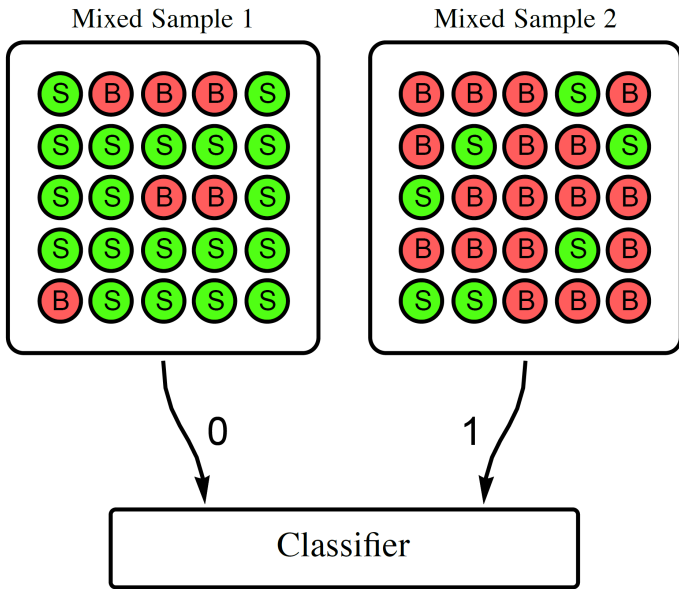 Mixed Sample 1
Mixed Sample 2
S B B B S
B B B S B
S S S S S
B S B B S
S S B B S
S B B B B
S S S S S
B B B S B
B S S S S
S S B B B
0
1
Classifier